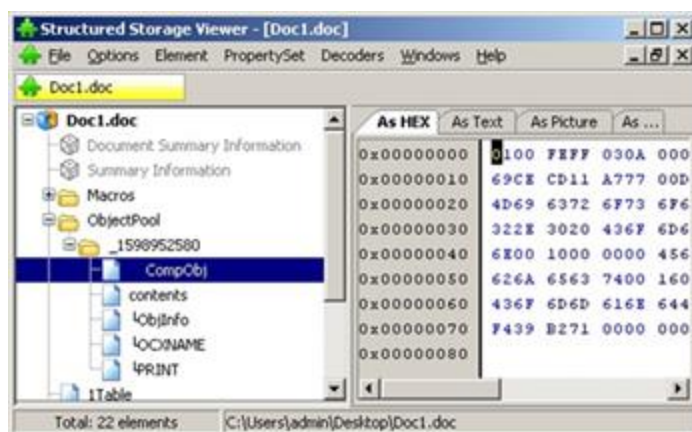 Structured Storage Viewer - [Doc1.doc]
File Options Element PropertySet Decoders Windows Help
Doc1.doc
Doc1.doc
Document Summary Information
Summary Information
Macros
ObjectPool
_1598952580
CompObj
contents
ObjInfo
OCXNAME
PRINT
1Table
As HEX As Text As Picture As ...
0x00000000 0100 FEFF 030A 000
0x00000010 69CE CD11 A777 00D
0x00000020 4D69 6372 6F73 6F6
0x00000030 322E 3020 436F 6D6
0x00000040 6E00 1000 0000 456
0x00000050 626A 6563 7400 160
0x00000060 436F 6D6D 616E 644
0x00000070 F439 B271 0000 000
0x00000080
Total: 22 elements C:\Users\admin\Desktop\Doc1.doc